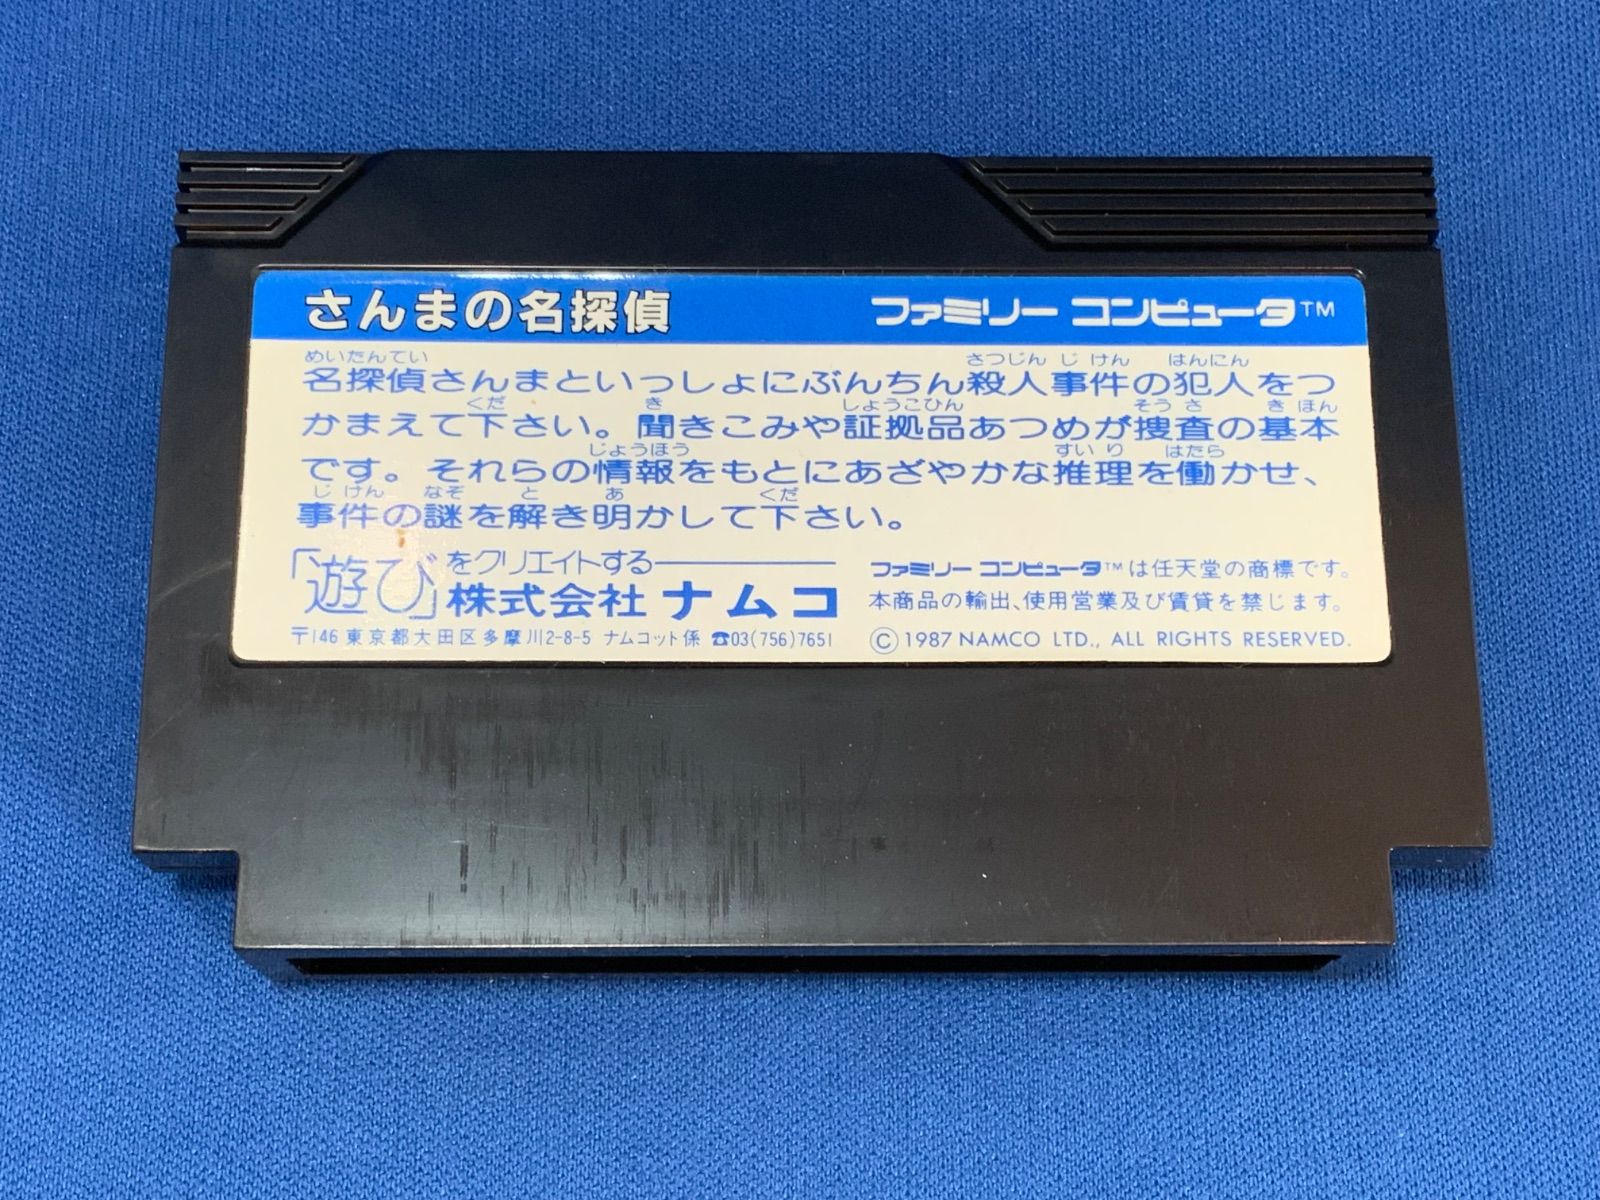 さんまの名探偵 ファミリー コンピュータ™
めいたんてい さつじん じ けん はんにん
名探偵さんまといっしょにぶんちん殺人事件の犯人をつ
くだ き しょうこひん そう さ き ほん
かまえて下さい。聞きこみや証拠品あつめが捜査の基本
じょうほう すい り はたら
です。それらの情報をもとにあざやかな推理を働かせ、
じ けん なぞ と あ くだ
事件の謎を解き明かして下さい。
「遊び」をクリエイトする
株式会社 ナムコ
〒146 東京都大田区多摩川2-8-5 ナムコット係 ☎03(756)7651
ファミリー コンピュータ™は任天堂の商標です。
本商品の輸出、使用営業及び賃貸を禁じます。
Ⓒ 1987 NAMCO LTD., ALL RIGHTS RESERVED.